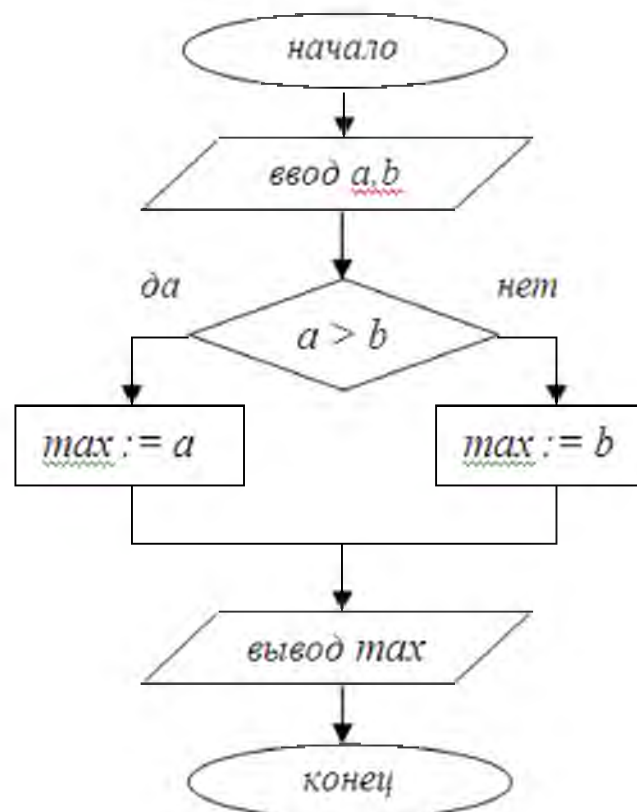 начало
ввод a,b
да
нет
a > b
max := a
max := b
вывод max
конец